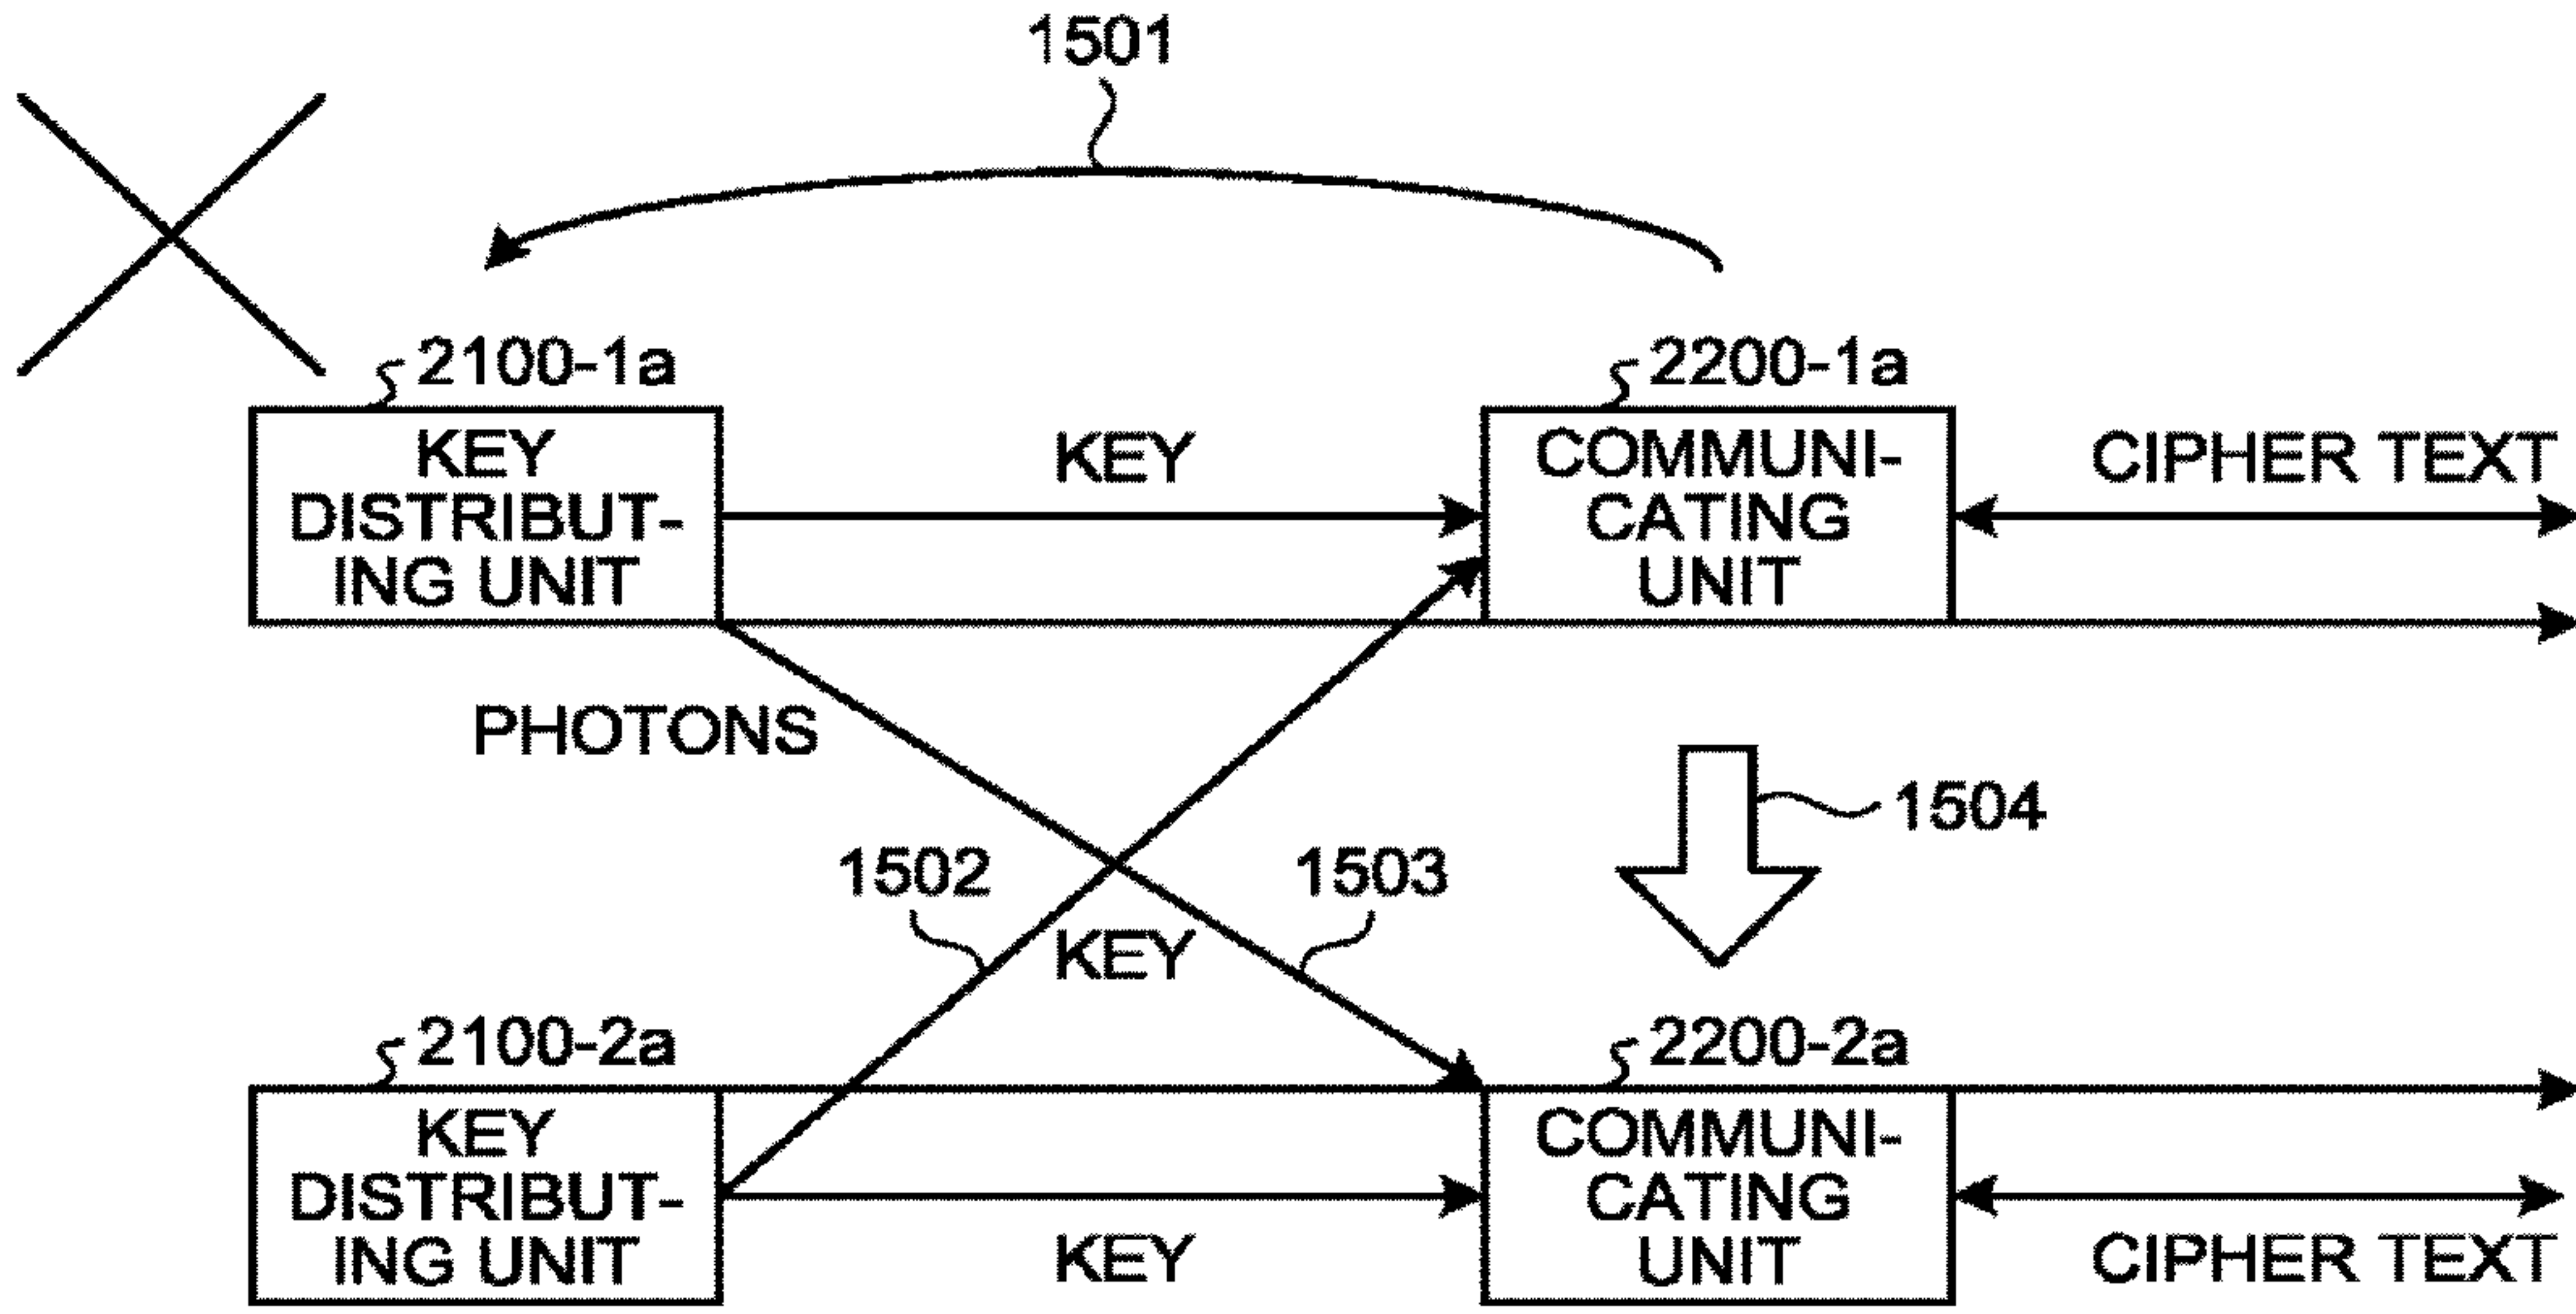 1501
2100-1a
2200-1a
KEY
DISTRIBUT-
ING UNIT
KEY
COMMUNI-
CATING
UNIT
CIPHER TEXT
PHOTONS
1504
1502
1503
KEY
2100-2a
2200-2a
KEY
DISTRIBUT-
ING UNIT
KEY
COMMUNI-
CATING
UNIT
CIPHER TEXT